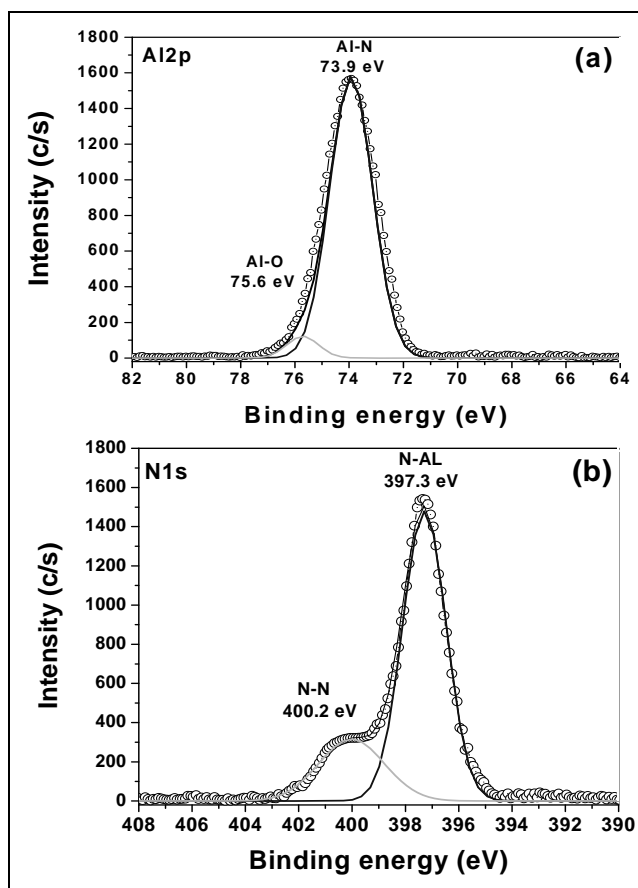 Al2p
Al-N
73.9 eV
(a)
Al-O
75.6 eV
Intensity (c/s)
1800
1600
1400
1200
1000
800
600
400
200
0
82 80 78 76 74 72 70 68 66 64
Binding energy (eV)
N1s
N-AL
397.3 eV
(b)
N-N
400.2 eV
Intensity (c/s)
1800
1600
1400
1200
1000
800
600
400
200
0
408 406 404 402 400 398 396 394 392 390
Binding energy (eV)